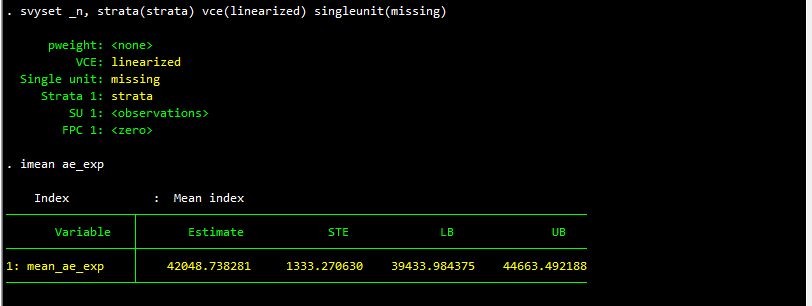 . svyset _n, strata(strata) vce(linearized) singleunit(missing)
pweight: <none>
VCE: linearized
Single unit: missing
Strata 1: strata
SU 1: <observations>
FPC 1: <zero>
. imean ae_exp
Index : Mean index
Variable Estimate STE LB UB
1: mean_ae_exp 42048.738281 1333.270630 39433.984375 44663.492188